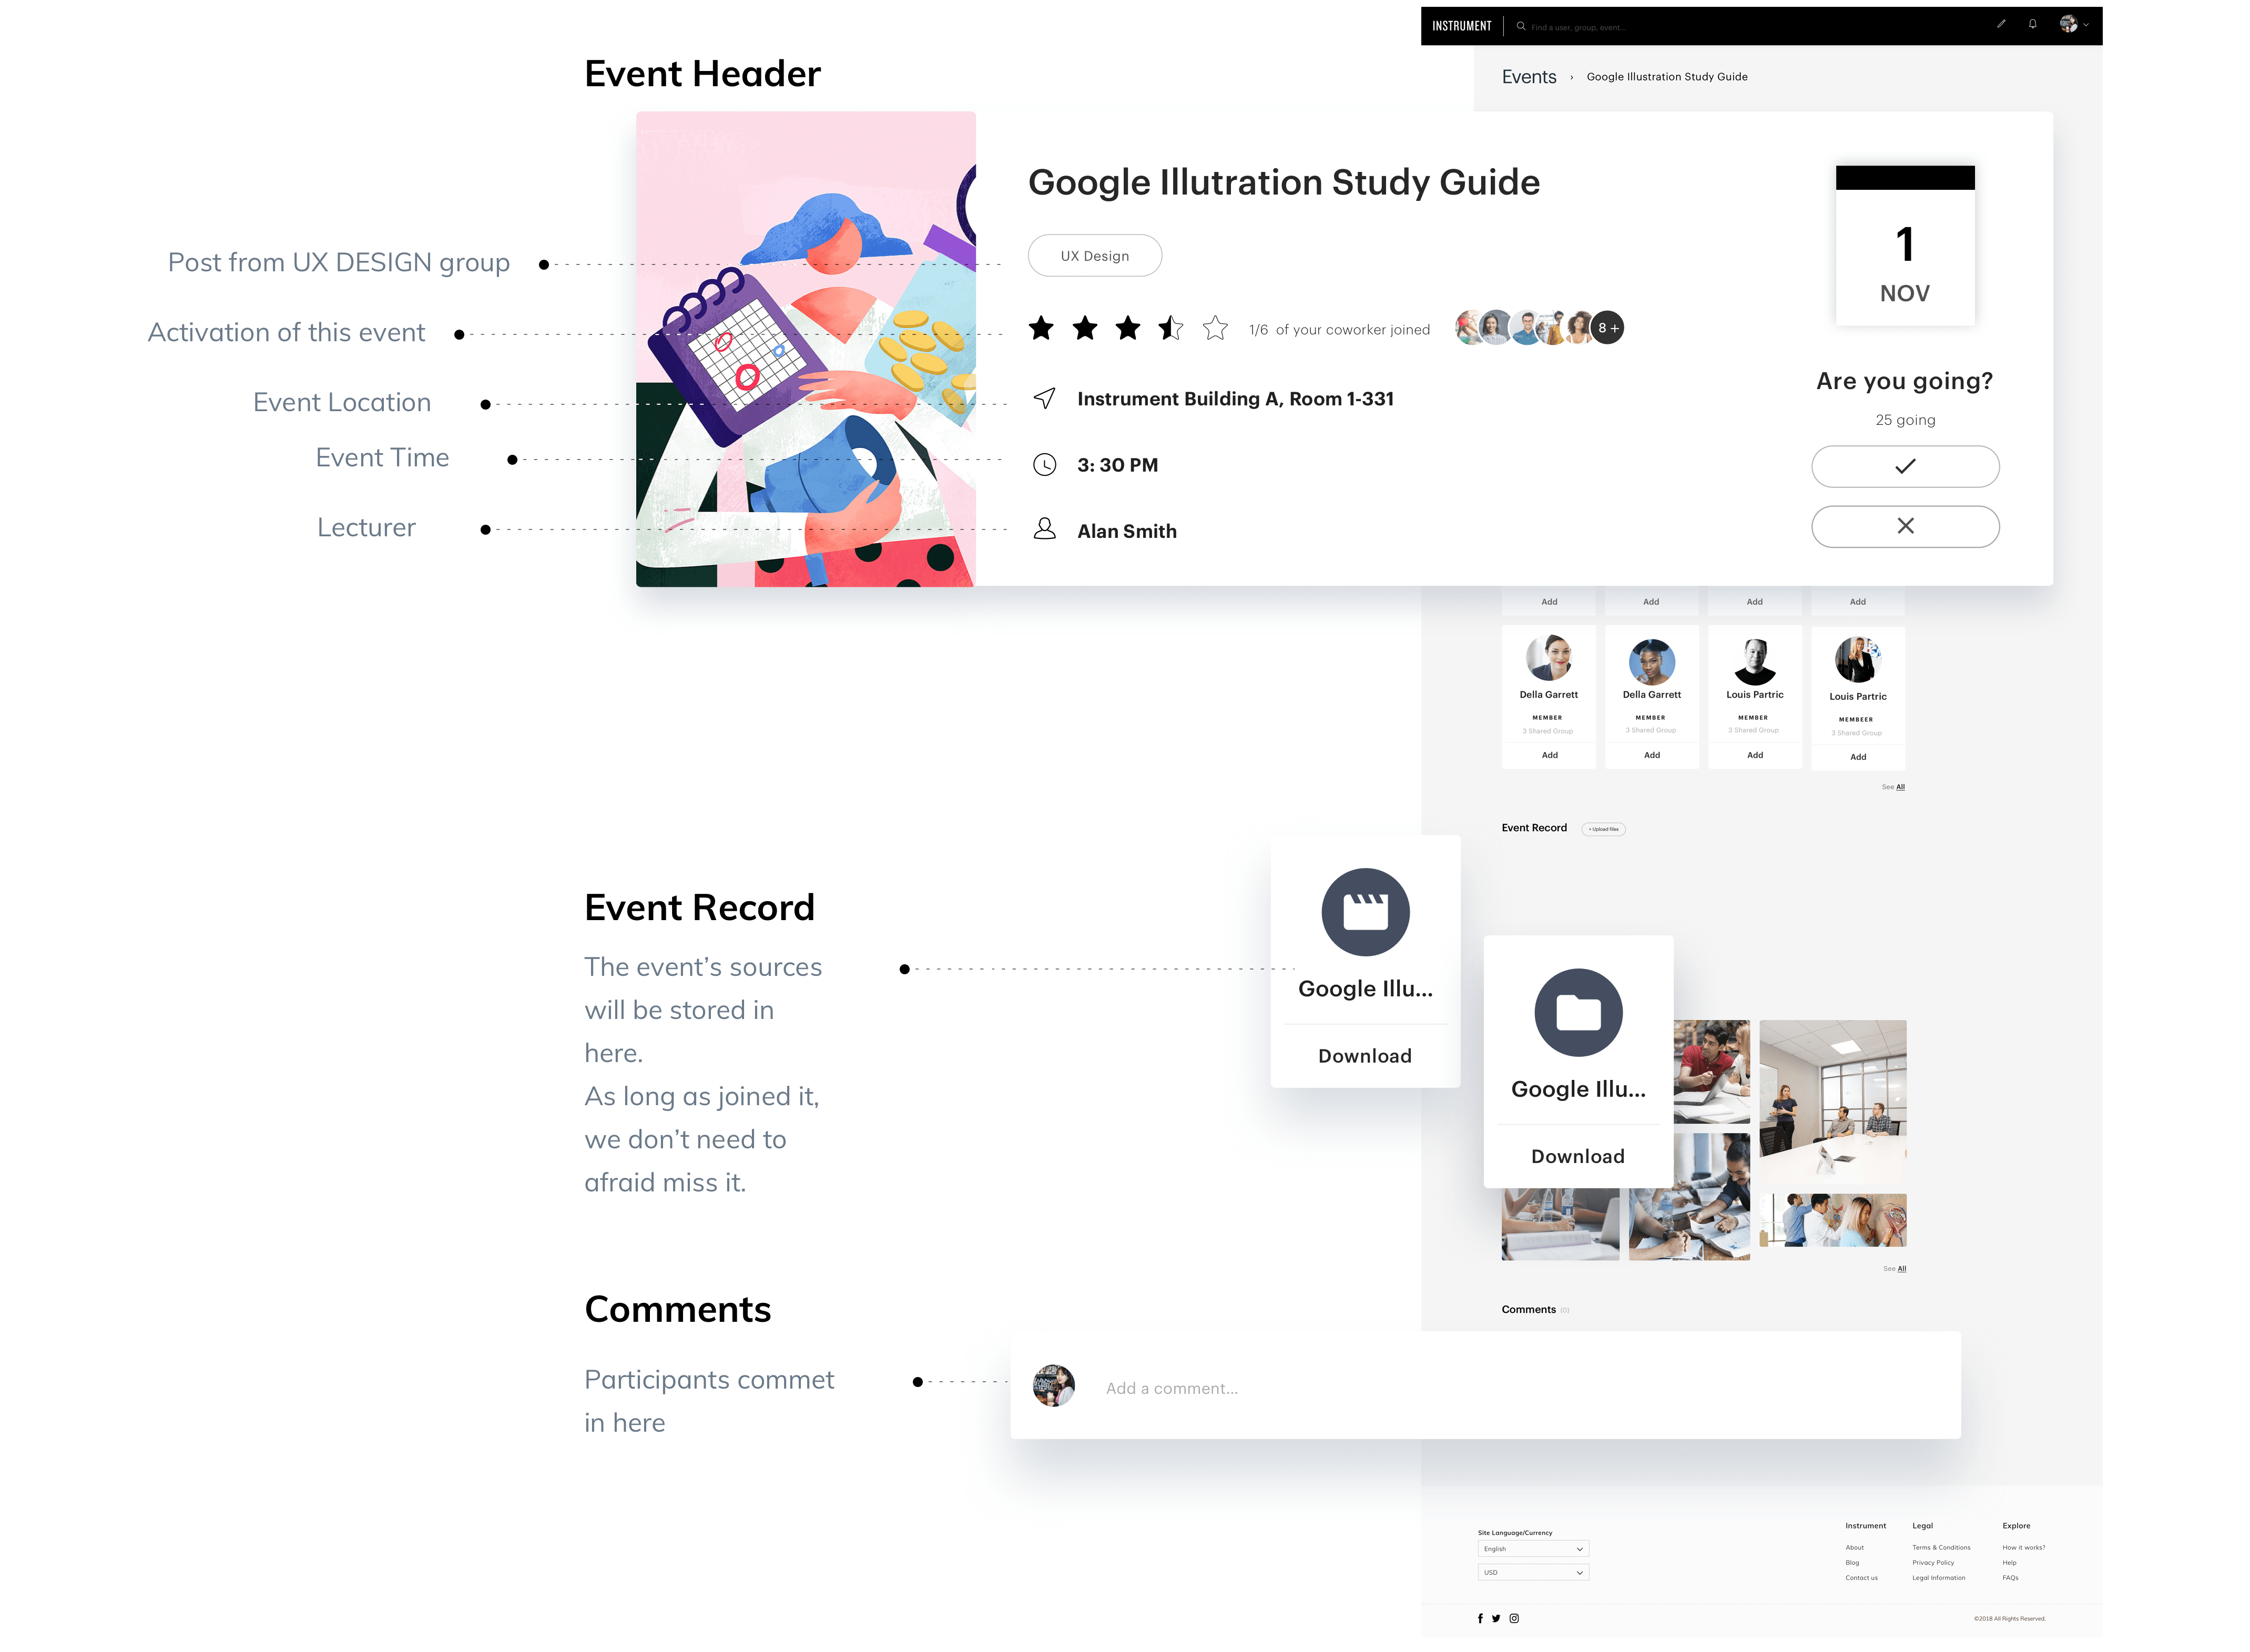 INSTRUMENT
Find a user, group, event...
Event Header
Events › Google Illustration Study Guide
Google Illutration Study Guide
UX Design
1/6 of your coworker joined
8 +
Instrument Building A, Room 1-331
3: 30 PM
Alan Smith
1
NOV
Are you going?
25 going
Post from UX DESIGN group
Activation of this event
Event Location
Event Time
Lecturer
Add Add Add Add
Della Garrett Della Garrett Louis Partric Louis Partric
MEMBER MEMBER MEMBER MEMBEER
3 Shared Group 3 Shared Group 3 Shared Group 3 Shared Group
Add Add Add Add
See All
Event Record + Upload files
Event Record
The event’s sources
will be stored in
here.
As long as joined it,
we don’t need to
afraid miss it.
Google Illu...
Download
Google Illu...
Download
See All
Comments (0)
Comments
Participants commet
in here
Add a comment...
Site Language/Currency
English
USD
Instrument
About
Blog
Contact us
Legal
Terms & Conditions
Privacy Policy
Legal Information
Explore
How it works?
Help
FAQs
©2018 All Rights Reserved.